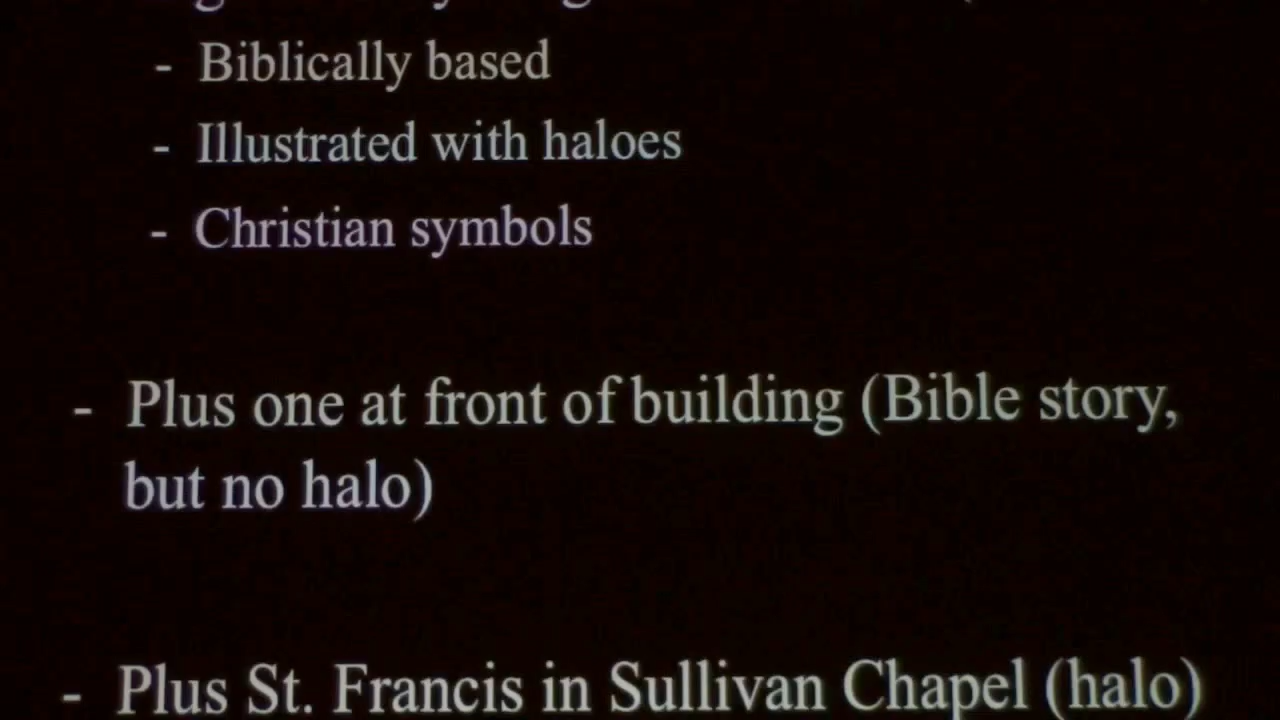 - Biblically based
- Illustrated with haloes
- Christian symbols
- Plus one at front of building (Bible story,
but no halo)
- Plus St. Francis in Sullivan Chapel (halo)